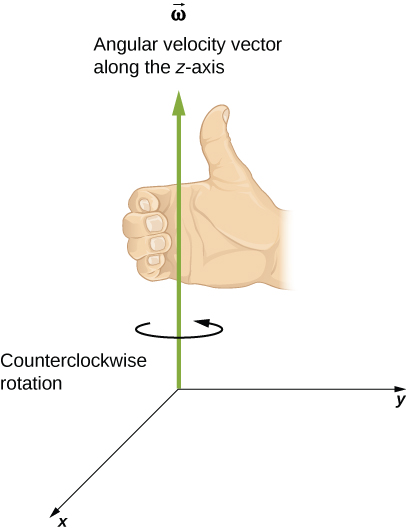 ω⃗
Angular velocity vector
along the z-axis
Counterclockwise
rotation
y
x